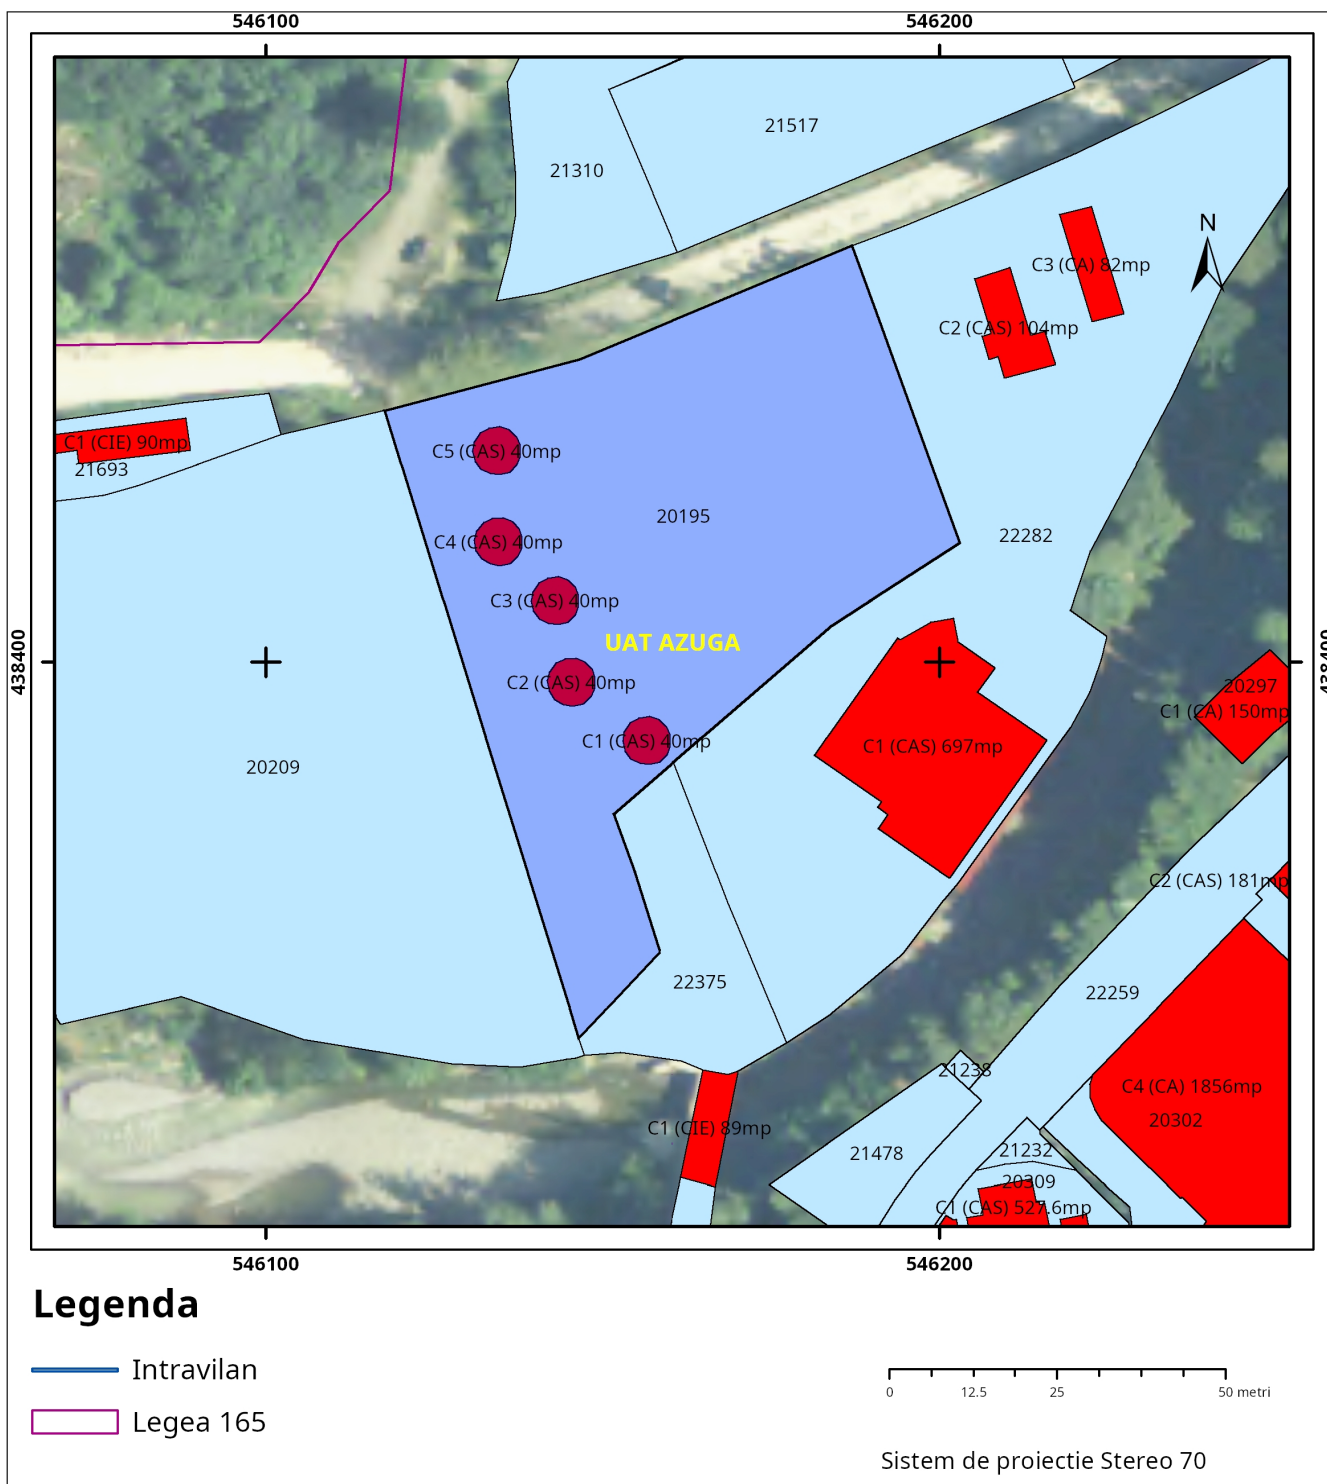 546100
546200
21517
21310
N
C3 (CA) 82mp
C2 (CAS) 104mp
C1 (CIE) 90mp
21693
C5 (CAS) 40mp
20195
22282
C4 (CAS) 40mp
C3 (CAS) 40mp
UAT AZUGA
438400
438400
C2 (CAS) 40mp
20297
C1 (CA) 150mp
C1 (CAS) 40mp
C1 (CAS) 697mp
20209
C2 (CAS) 181mp
22375
22259
21238
C4 (CA) 1856mp
20302
C1 (CIE) 89mp
21478
21232
20309
C1 (CAS) 527.6mp
546100
546200
Legenda
Intravilan
Legea 165
0 12.5 25 50 metri
Sistem de proiectie Stereo 70